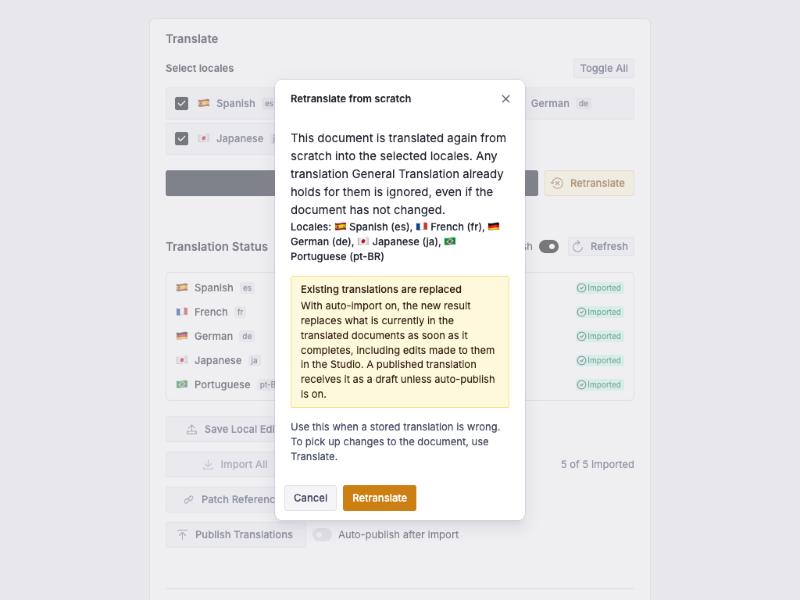 Translate
Select locales
Toggle All
Retranslate from scratch
Spanish es
German de
Japanese
This document is translated again from
scratch into the selected locales. Any
translation General Translation already
holds for them is ignored, even if the
document has not changed.
Locales: 🇪🇸 Spanish (es), 🇫🇷 French (fr), 🇩🇪
German (de), 🇯🇵 Japanese (ja), 🇧🇷
Portuguese (pt-BR)
Retranslate
Translation Status
Refresh
Existing translations are replaced
With auto-import on, the new result
replaces what is currently in the
translated documents as soon as it
completes, including edits made to them
in the Studio. A published translation
receives it as a draft unless auto-publish
is on.
Spanish es
Imported
French fr
Imported
German de
Imported
Japanese ja
Imported
Portuguese
Imported
Use this when a stored translation is wrong.
To pick up changes to the document, use
Translate.
Save Local
Import All
5 of 5 Imported
Cancel
Retranslate
Patch
Publish Translations
Auto-publish after import